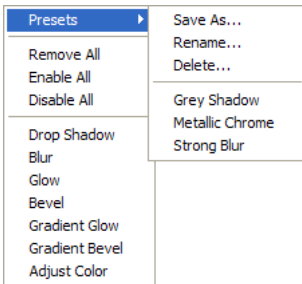 Presets
Remove All
Enable All
Disable All
Drop Shadow
Blur
Glow
Bevel
Gradient Glow
Gradient Bevel
Adjust Color
Save As...
Rename...
Delete...
Grey Shadow
Metallic Chrome
Strong Blur